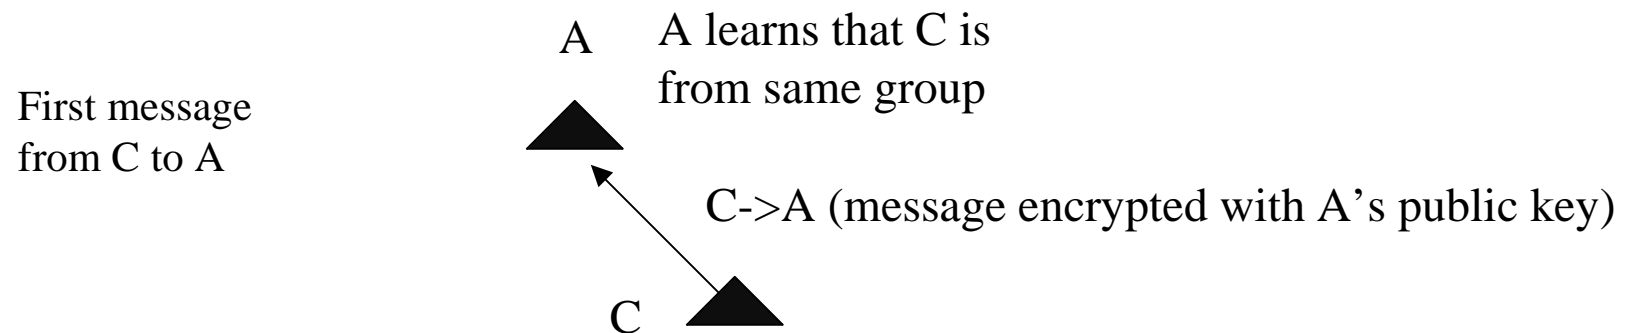 A
A learns that C is
from same group
First message
from C to A
C->A (message encrypted with A’s public key)
C